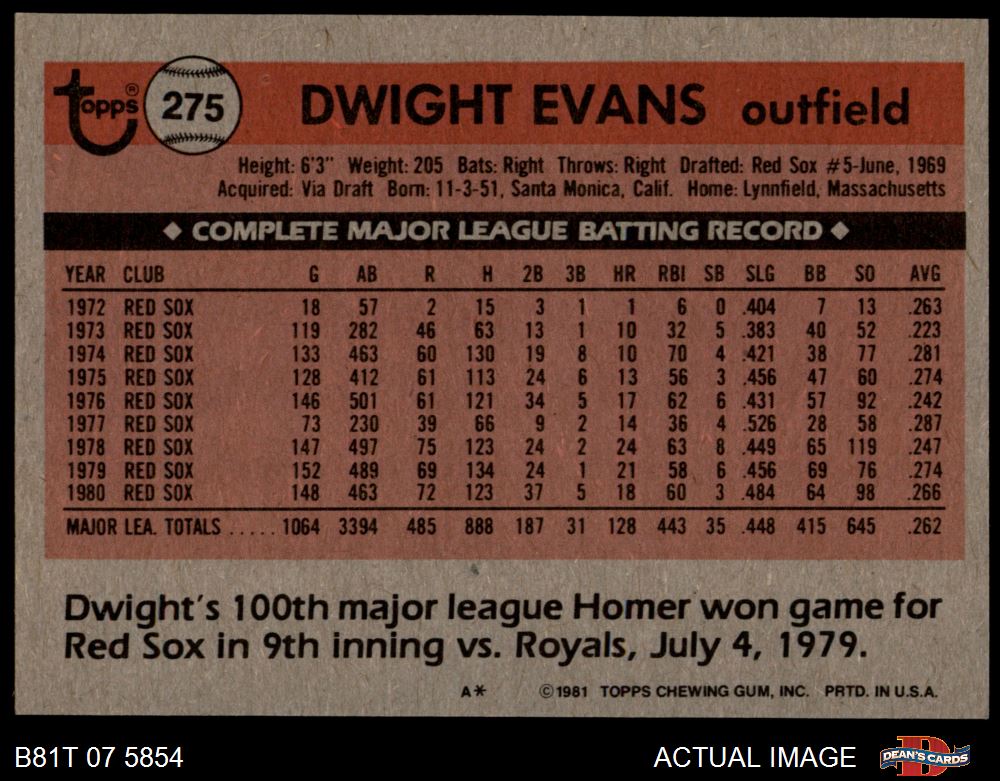 Topps® 275 DWIGHT EVANS outfield
Height: 6'3" Weight: 205 Bats: Right Throws: Right Drafted: Red Sox #5-June, 1969
Acquired: Via Draft Born: 11-3-51, Santa Monica, Calif. Home: Lynnfield, Massachusetts
◆ COMPLETE MAJOR LEAGUE BATTING RECORD ◆
YEAR CLUB G AB R H 2B 3B HR RBI SB SLG BB SO AVG
1972 RED SOX 18 57 2 15 3 1 1 6 0 .404 7 13 .263
1973 RED SOX 119 282 46 63 13 1 10 32 5 .383 40 52 .223
1974 RED SOX 133 463 60 130 19 8 10 70 4 .421 38 77 .281
1975 RED SOX 128 412 61 113 24 6 13 56 3 .456 47 60 .274
1976 RED SOX 146 501 61 121 34 5 17 62 6 .431 57 92 .242
1977 RED SOX 73 230 39 66 9 2 14 36 4 .526 28 58 .287
1978 RED SOX 147 497 75 123 24 2 24 63 8 .449 65 119 .247
1979 RED SOX 152 489 69 134 24 1 21 58 6 .456 69 76 .274
1980 RED SOX 148 463 72 123 37 5 18 60 3 .484 64 98 .266
MAJOR LEA. TOTALS ..... 1064 3394 485 888 187 31 128 443 35 .448 415 645 .262
Dwight's 100th major league Homer won game for
Red Sox in 9th inning vs. Royals, July 4, 1979.
A* ©1981 TOPPS CHEWING GUM, INC. PRTD. IN U.S.A.
B81T 07 5854 ACTUAL IMAGE DEAN'S CARDS